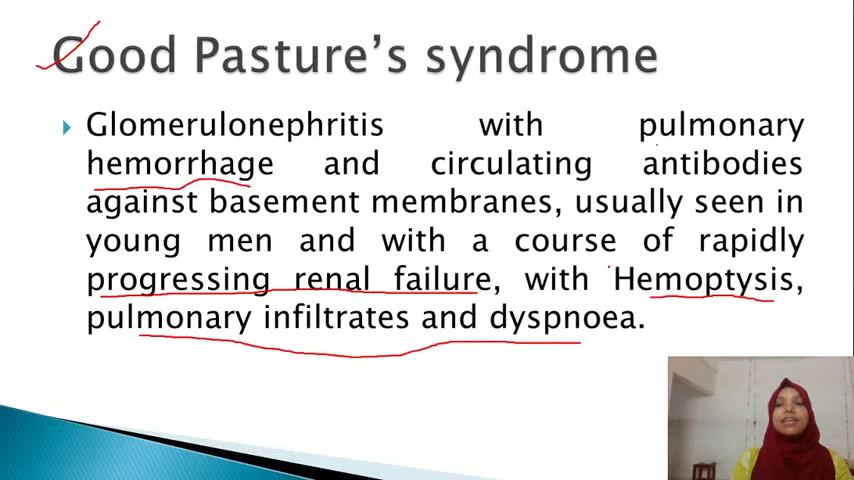 Good Pasture's syndrome
Glomerulonephritis with pulmonary
hemorrhage and circulating antibodies
against basement membranes, usually seen in
young men and with a course of rapidly
progressing renal failure, with Hemoptysis,
pulmonary infiltrates and dyspnoea.